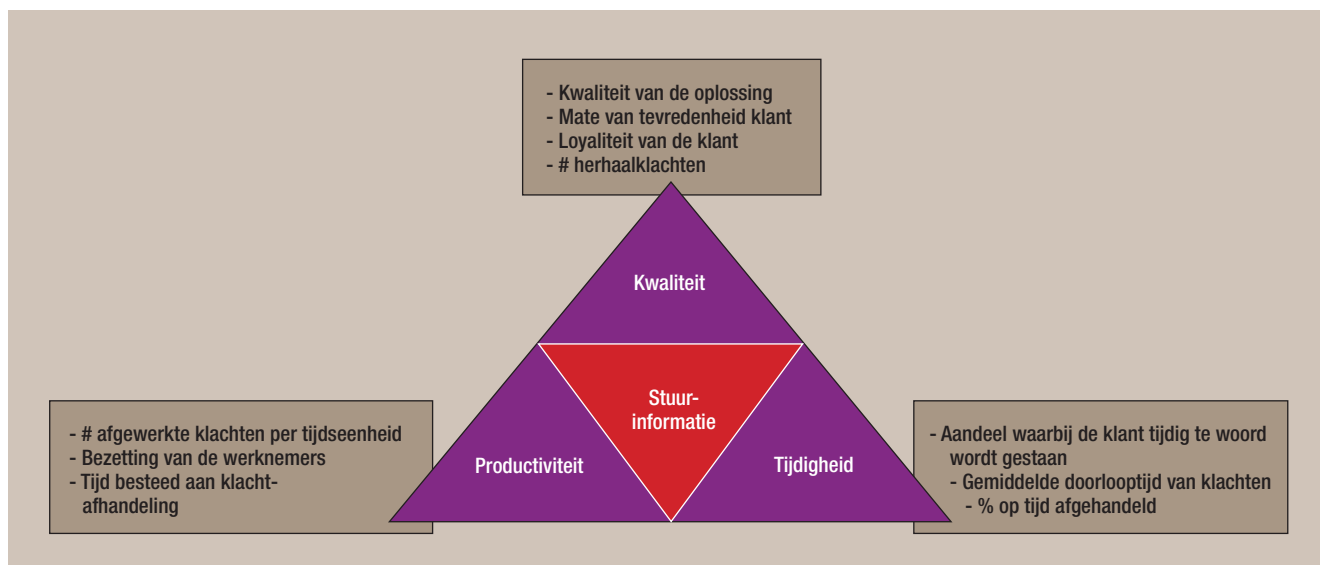 - Kwaliteit van de oplossing
- Mate van tevredenheid klant
- Loyaliteit van de klant
- # herhaalklachten
Kwaliteit
Stuur-
informatie
Productiviteit
Tijdigheid
- # afgewerkte klachten per tijdseenheid
- Bezetting van de werknemers
- Tijd besteed aan klacht-
afhandeling
- Aandeel waarbij de klant tijdig te woord
wordt gestaan
- Gemiddelde doorlooptijd van klachten
- % op tijd afgehandeld